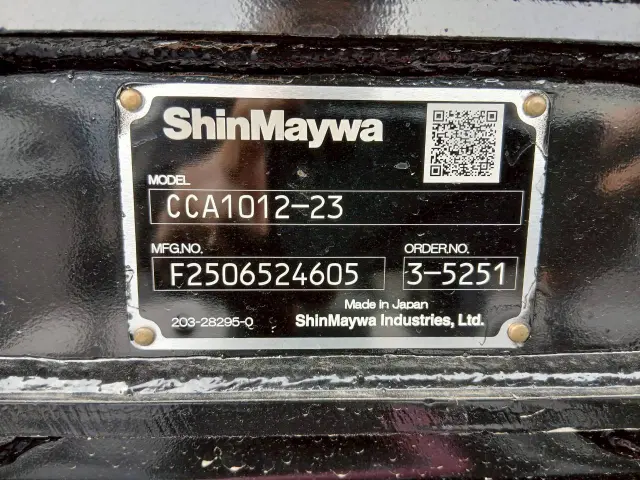 ShinMaywa
MODEL
CCA1012-23
MFG.NO. ORDER.NO.
F2506524605 3-5251
Made in Japan
203-28295-0 ShinMaywa Industries, Ltd.